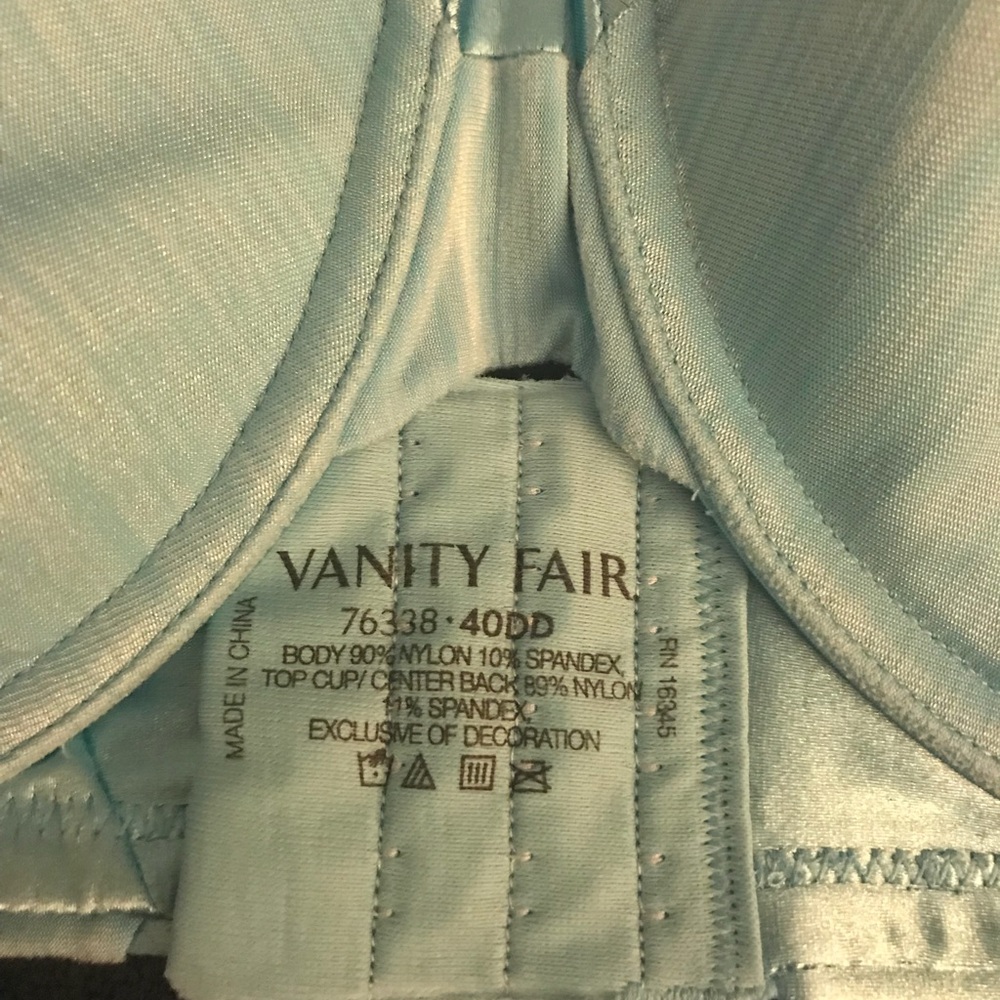 VANITY FAIR.
76338 · 40DD
BODY 90% NYLON 10% SPANDEX,
TOP CUP/ CENTER BACK 89% NYLON
11% SPANDEX,
EXCLUSIVE OF DECORATION
MADE IN CHINA
RN 16345